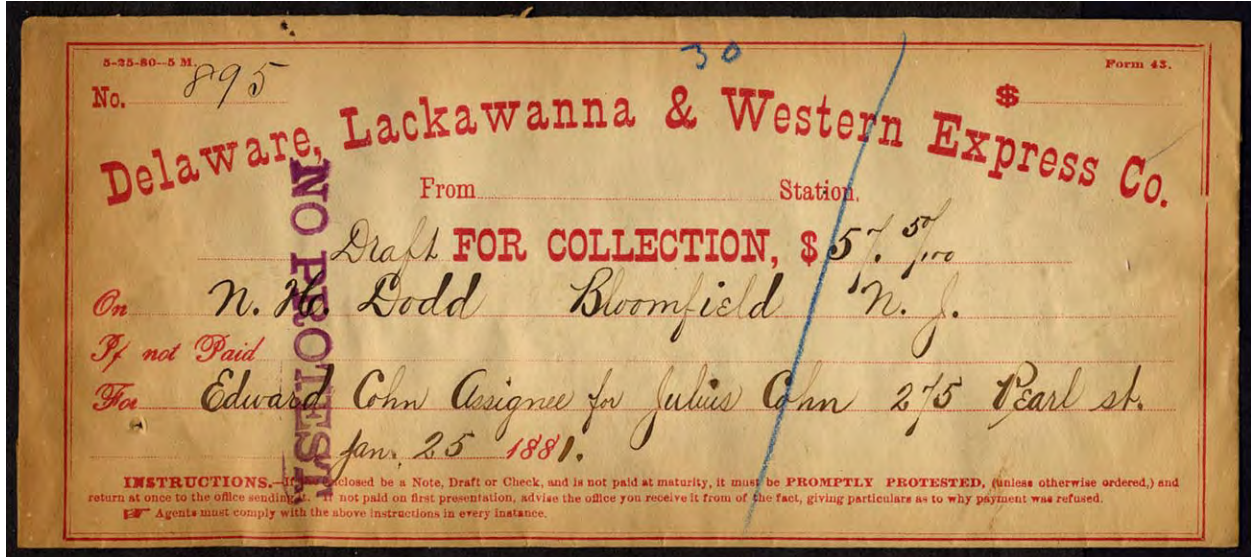 5-25-80--5 M.
30
Form 43.
No. 895
$
Delaware, Lackawanna & Western Express Co.
From Station,
Draft FOR COLLECTION, $ 57. 50/100
On N. H. Dodd Bloomfield N. J.
If not Paid
For Edward Cohn Assignee for Julius Cohn 275 Pearl st.
Jan. 25 1881.
NO PROTEST.
INSTRUCTIONS.—If enclosed be a Note, Draft or Check, and is not paid at maturity, it must be PROMPTLY PROTESTED, (unless otherwise ordered,) and
return at once to the office sending it. If not paid on first presentation, advise the office you receive it from of the fact, giving particulars as to why payment was refused.
☞ Agents must comply with the above instructions in every instance.